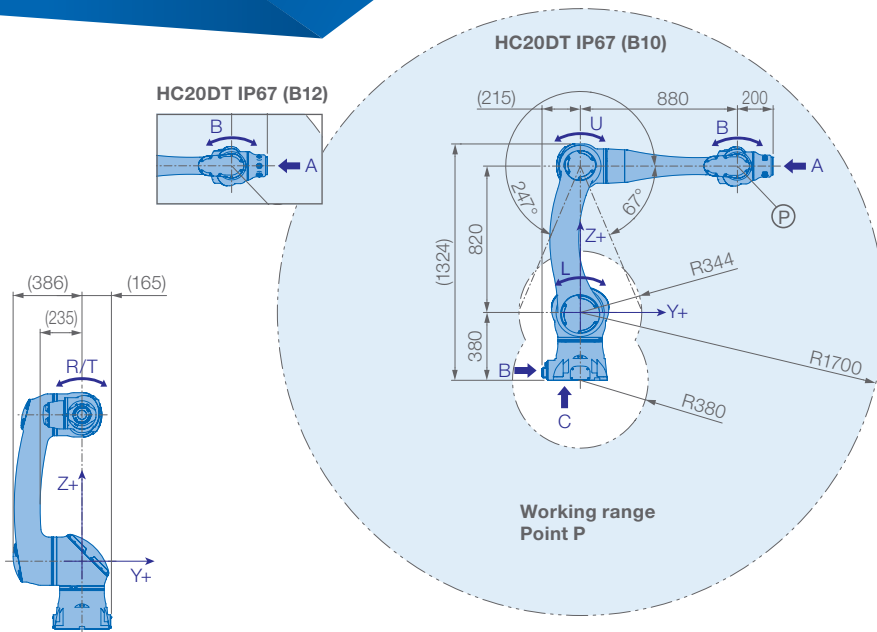 HC20DT IP67 (B10)
HC20DT IP67 (B12)
B
A
(215)
880
200
U
B
A
247°
67°
P
(1324)
820
Z+
L
R344
Y+
380
R1700
B
R380
C
(386)
(165)
(235)
R/T
Z+
Y+
Working range
Point P